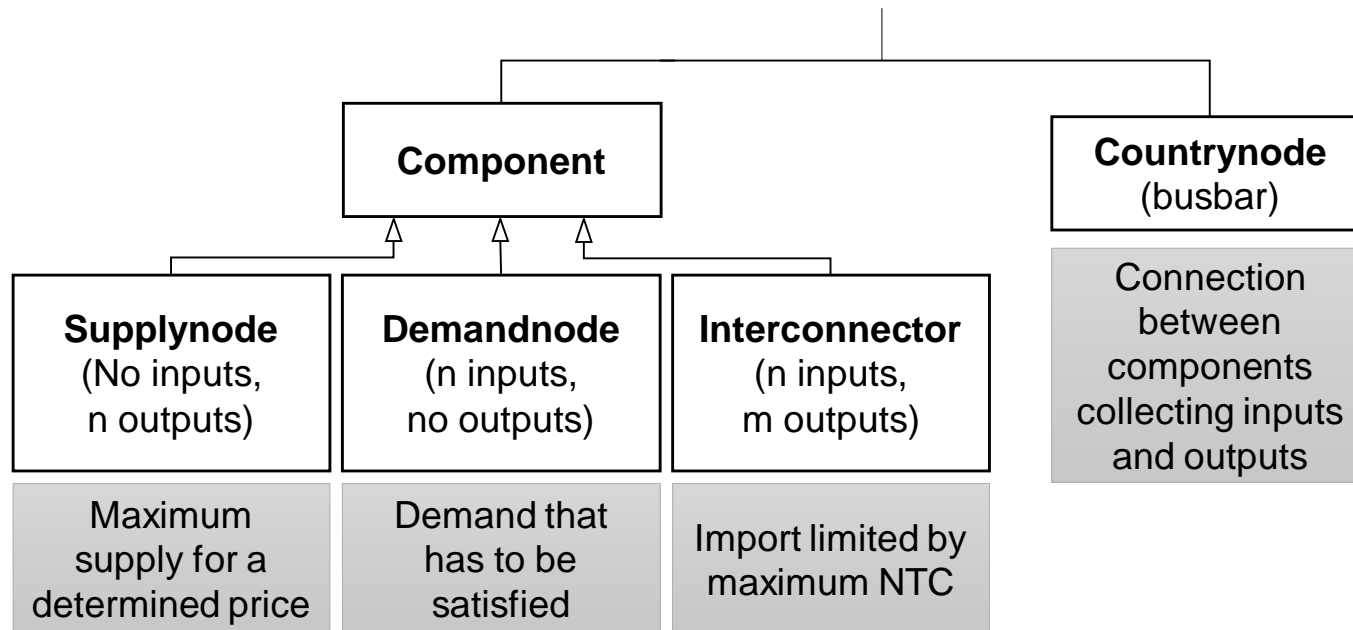 Component
Countrynode
(busbar)
Supplynode
(No inputs,
n outputs)
Demandnode
(n inputs,
no outputs)
Interconnector
(n inputs,
m outputs)
Connection
between
components
collecting inputs
and outputs
Maximum
supply for a
determined price
Demand that
has to be
satisfied
Import limited by
maximum NTC